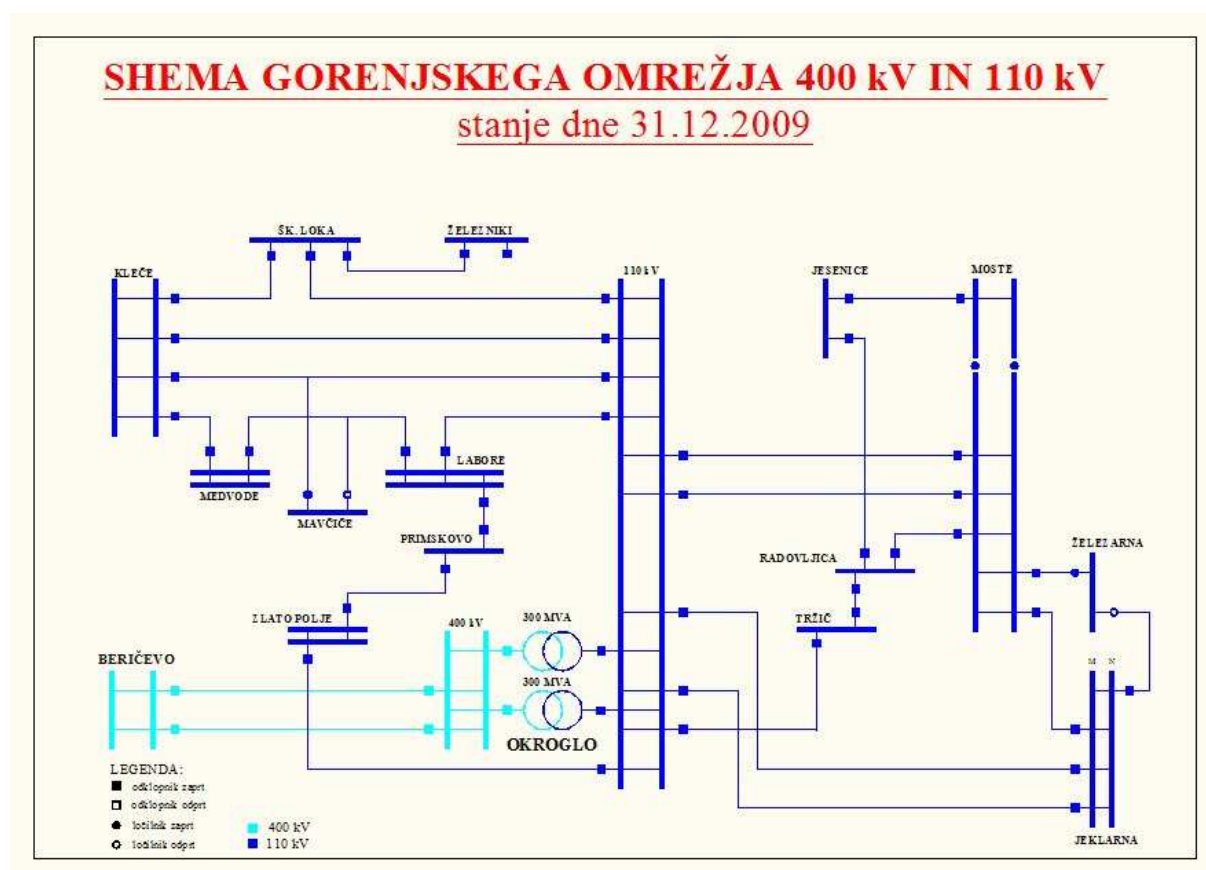 SHEMA GORENJSKEGA OMREŽJA 400 kV IN 110 kV
stanje dne 31.12.2009
ŠK. LOKA
ŽELEZNIKI
KLEČE
110 kV
JESENICE
MOSTE
LABORE
MEDVODE
MAVČIČE
PRIMSKOVO
RADOVLJICA
ŽELEZARNA
ZLATO POLJE
400 kV
300 MVA
TRŽIČ
BERIČEVO
M N
300 MVA
OKROGLO
LEGENDA:
odklopnik zaprt
odklopnik odprt
ločilnik zaprt
ločilnik odprt
400 kV
110 kV
JEKLARNA